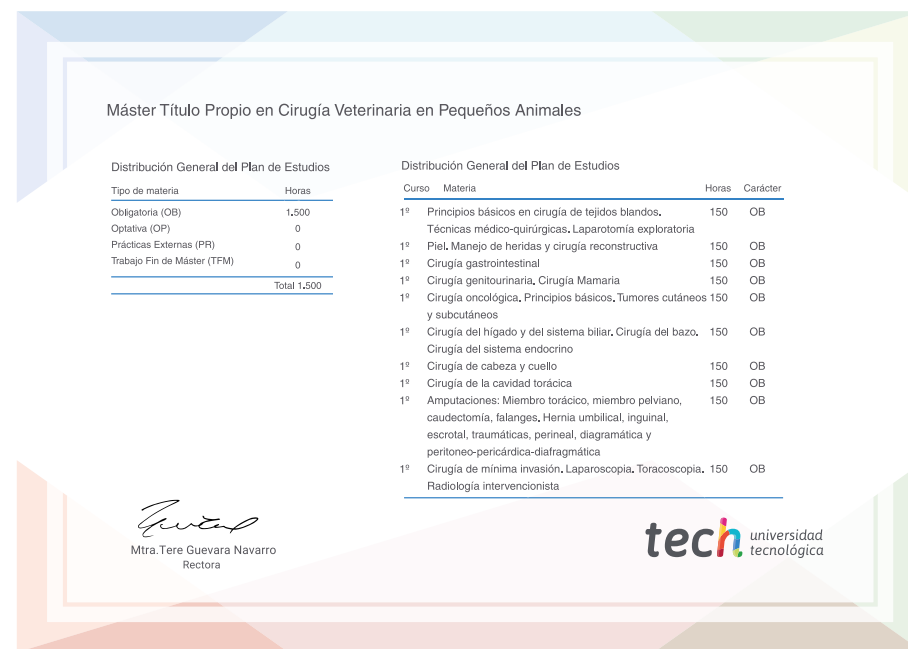 Máster Título Propio en Cirugía Veterinaria en Pequeños Animales
Distribución General del Plan de Estudios
Tipo de materia Horas
Obligatoria (OB) 1.500
Optativa (OP) 0
Prácticas Externas (PR) 0
Trabajo Fin de Máster (TFM) 0
Total 1.500
Distribución General del Plan de Estudios
Curso Materia Horas Carácter
1º Principios básicos en cirugía de tejidos blandos. 150 OB
Técnicas médico-quirúrgicas. Laparotomía exploratoria
1º Piel. Manejo de heridas y cirugía reconstructiva 150 OB
1º Cirugía gastrointestinal 150 OB
1º Cirugía genitourinaria. Cirugía Mamaria 150 OB
1º Cirugía oncológica. Principios básicos. Tumores cutáneos 150 OB
y subcutáneos
1º Cirugía del hígado y del sistema biliar. Cirugía del bazo. 150 OB
Cirugía del sistema endocrino
1º Cirugía de cabeza y cuello 150 OB
1º Cirugía de la cavidad torácica 150 OB
1º Amputaciones: Miembro torácico, miembro pelviano, 150 OB
caudectomía, falanges. Hernia umbilical, inguinal,
escrotal, traumáticas, perineal, diagramática y
peritoneo-pericárdica-diafragmática
1º Cirugía de mínima invasión. Laparoscopia. Toracoscopia. 150 OB
Radiología intervencionista
Mtra.Tere Guevara Navarro
Rectora
tech universidad
tecnológica